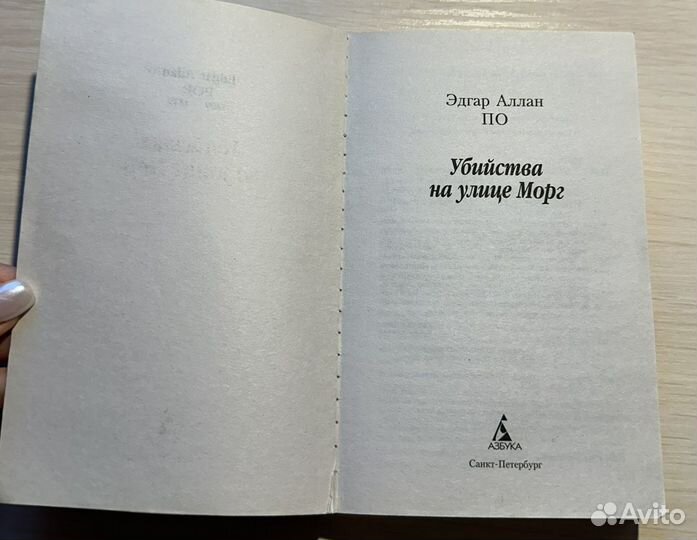 Эдгар Аллан
ПО
Убийства
на улице Морг
АЗБУКА
Санкт-Петербург
Avito